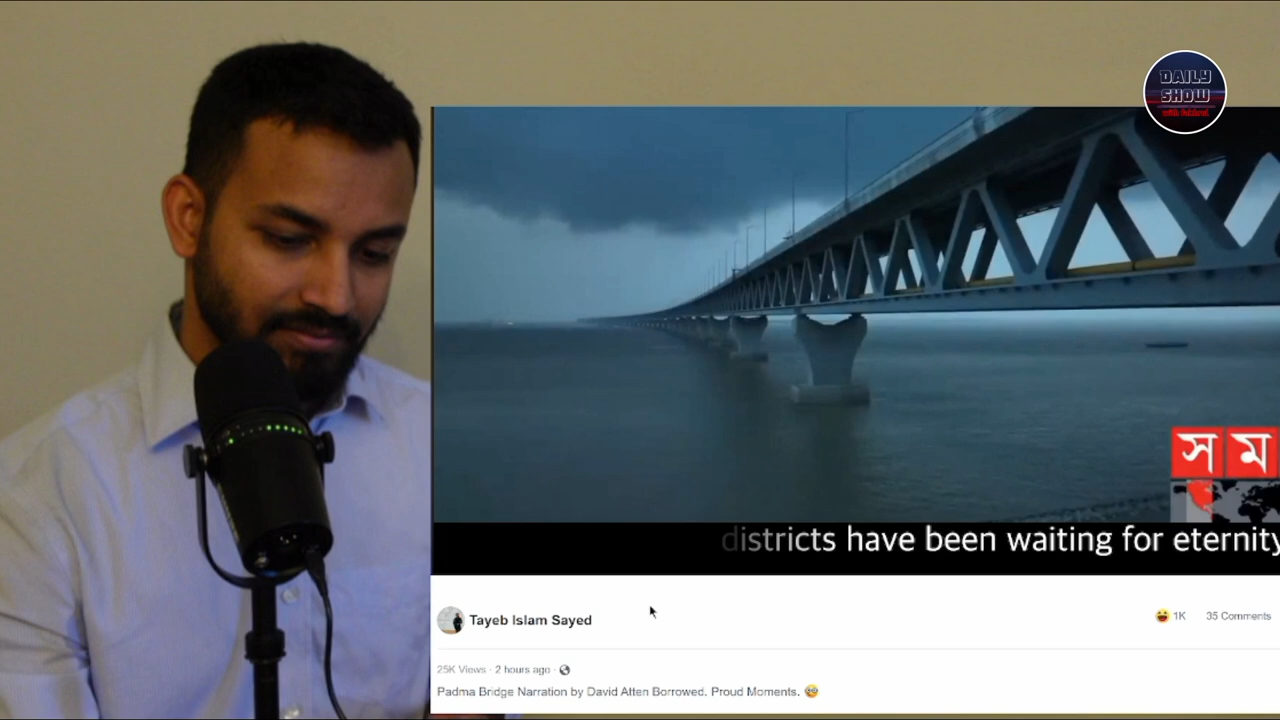 DAILY
SHOW
সম
districts have been waiting for eternity
Tayeb Islam Sayed
1K 35 Comments
25K Views · 2 hours ago ·
Padma Bridge Narration by David Atten Borrowed. Proud Moments. 🤓